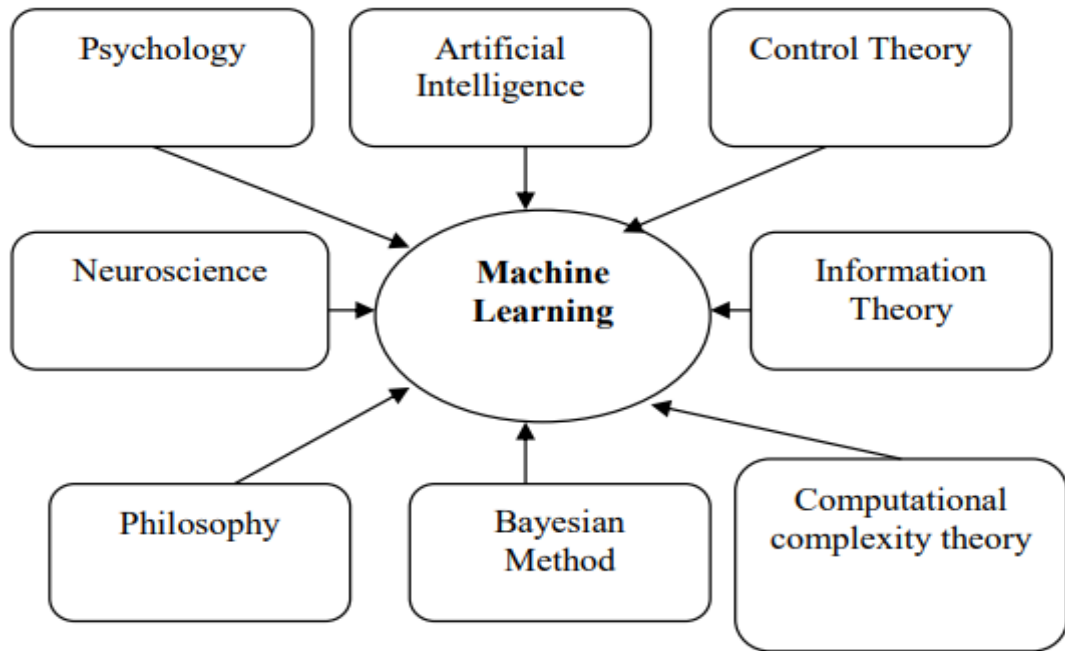 Psychology
Artificial
Intelligence
Control Theory
Neuroscience
Machine
Learning
Information
Theory
Philosophy
Bayesian
Method
Computational
complexity theory